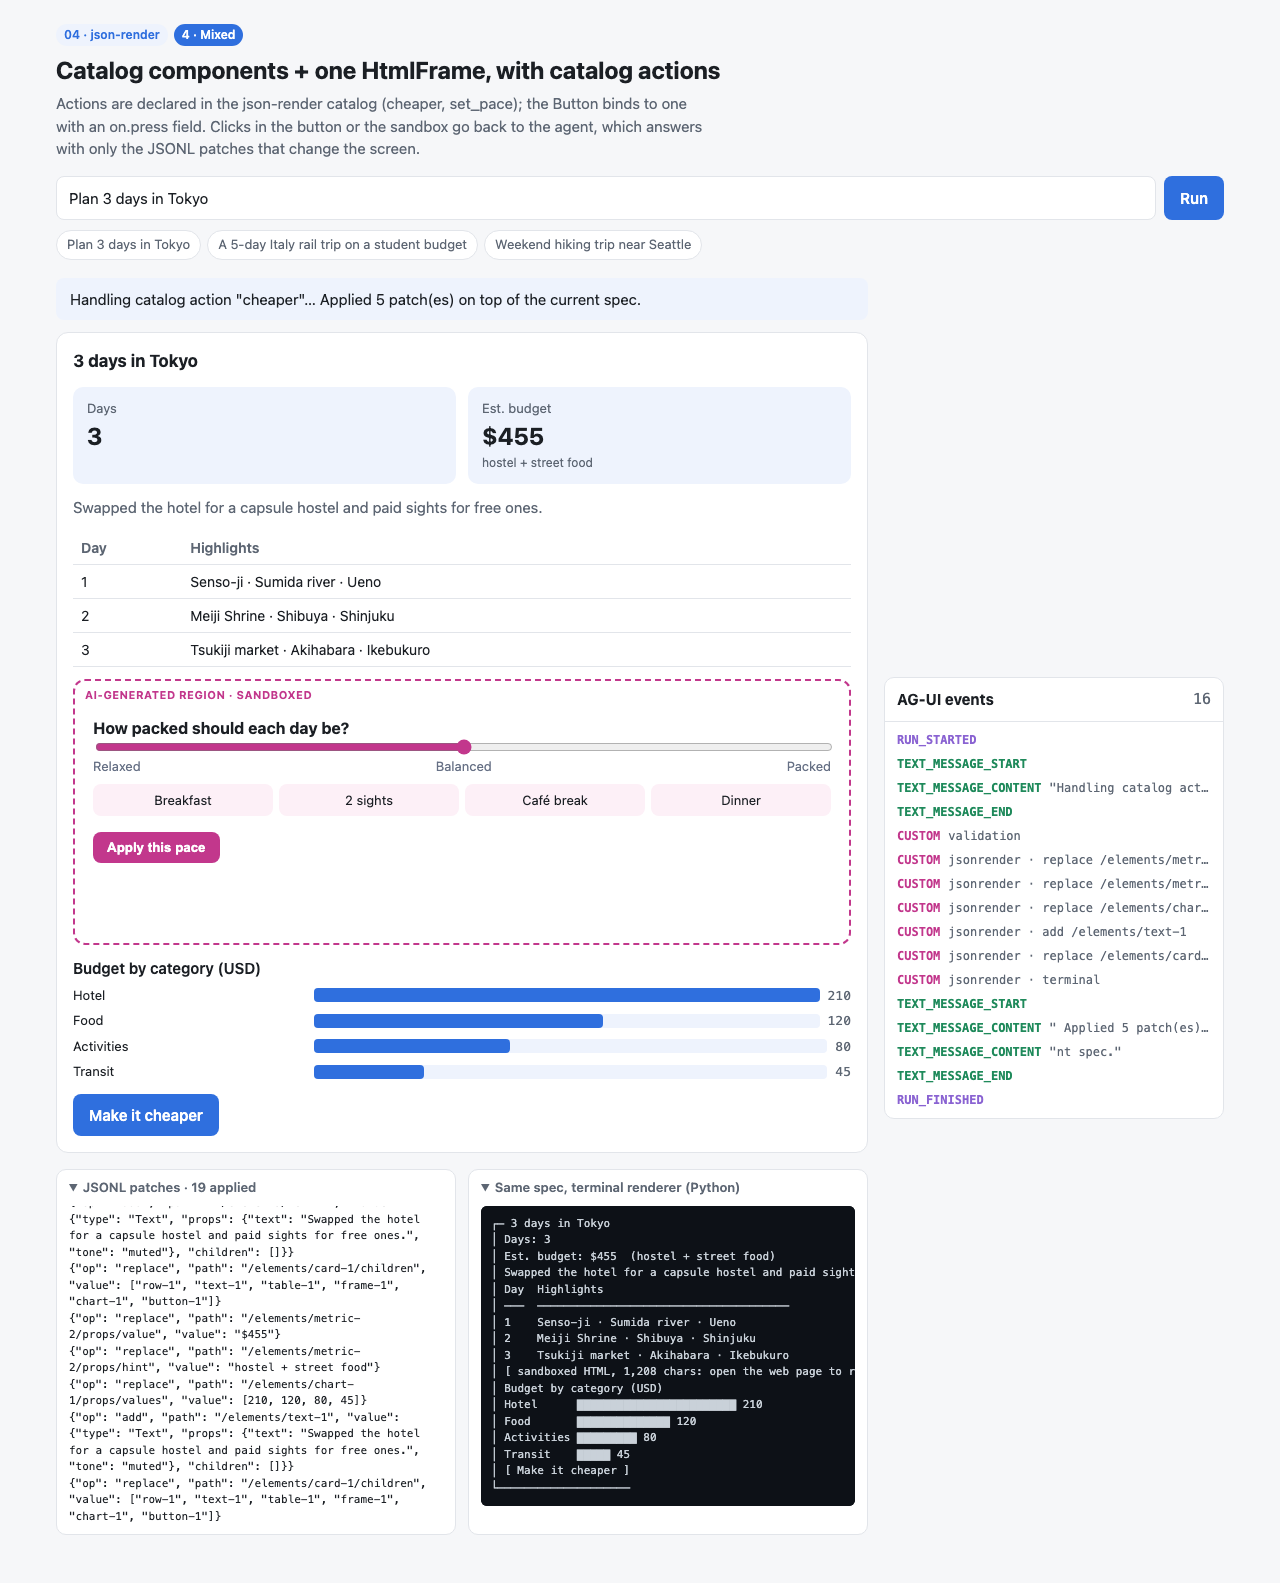 04 · json-render
4 · Mixed
Catalog components + one HtmlFrame, with catalog actions
Actions are declared in the json-render catalog (cheaper, set_pace); the Button binds to one
with an on.press field. Clicks in the button or the sandbox go back to the agent, which answers
with only the JSONL patches that change the screen.
Plan 3 days in Tokyo
Run
Plan 3 days in Tokyo
A 5-day Italy rail trip on a student budget
Weekend hiking trip near Seattle
Handling catalog action "cheaper"... Applied 5 patch(es) on top of the current spec.
3 days in Tokyo
Days
3
Est. budget
$455
hostel + street food
Swapped the hotel for a capsule hostel and paid sights for free ones.
Day Highlights
1 Senso-ji · Sumida river · Ueno
2 Meiji Shrine · Shibuya · Shinjuku
3 Tsukiji market · Akihabara · Ikebukuro
AI-GENERATED REGION · SANDBOXED
How packed should each day be?
Relaxed Balanced Packed
Breakfast 2 sights Café break Dinner
Apply this pace
Budget by category (USD)
Hotel 210
Food 120
Activities 80
Transit 45
Make it cheaper
AG-UI events 16
RUN_STARTED
TEXT_MESSAGE_START
TEXT_MESSAGE_CONTENT "Handling catalog act…
TEXT_MESSAGE_END
CUSTOM validation
CUSTOM jsonrender · replace /elements/metr…
CUSTOM jsonrender · replace /elements/metr…
CUSTOM jsonrender · replace /elements/char…
CUSTOM jsonrender · add /elements/text-1
CUSTOM jsonrender · replace /elements/card…
CUSTOM jsonrender · terminal
TEXT_MESSAGE_START
TEXT_MESSAGE_CONTENT " Applied 5 patch(es)…
TEXT_MESSAGE_CONTENT "nt spec."
TEXT_MESSAGE_END
RUN_FINISHED
▼ JSONL patches · 19 applied
{"type": "Text", "props": {"text": "Swapped the hotel
for a capsule hostel and paid sights for free ones.",
"tone": "muted"}, "children": []}}
{"op": "replace", "path": "/elements/card-1/children",
"value": ["row-1", "text-1", "table-1", "frame-1",
"chart-1", "button-1"]}
{"op": "replace", "path": "/elements/metric-
2/props/value", "value": "$455"}
{"op": "replace", "path": "/elements/metric-
2/props/hint", "value": "hostel + street food"}
{"op": "replace", "path": "/elements/chart-
1/props/values", "value": [210, 120, 80, 45]}
{"op": "add", "path": "/elements/text-1", "value":
{"type": "Text", "props": {"text": "Swapped the hotel
for a capsule hostel and paid sights for free ones.",
"tone": "muted"}, "children": []}}
{"op": "replace", "path": "/elements/card-1/children",
"value": ["row-1", "text-1", "table-1", "frame-1",
"chart-1", "button-1"]}
▼ Same spec, terminal renderer (Python)
3 days in Tokyo
Days: 3
Est. budget: $455 (hostel + street food)
Swapped the hotel for a capsule hostel and paid sight
Day Highlights
1 Senso-ji · Sumida river · Ueno
2 Meiji Shrine · Shibuya · Shinjuku
3 Tsukiji market · Akihabara · Ikebukuro
[ sandboxed HTML, 1,208 chars: open the web page to r
Budget by category (USD)
Hotel 210
Food 120
Activities 80
Transit 45
[ Make it cheaper ]